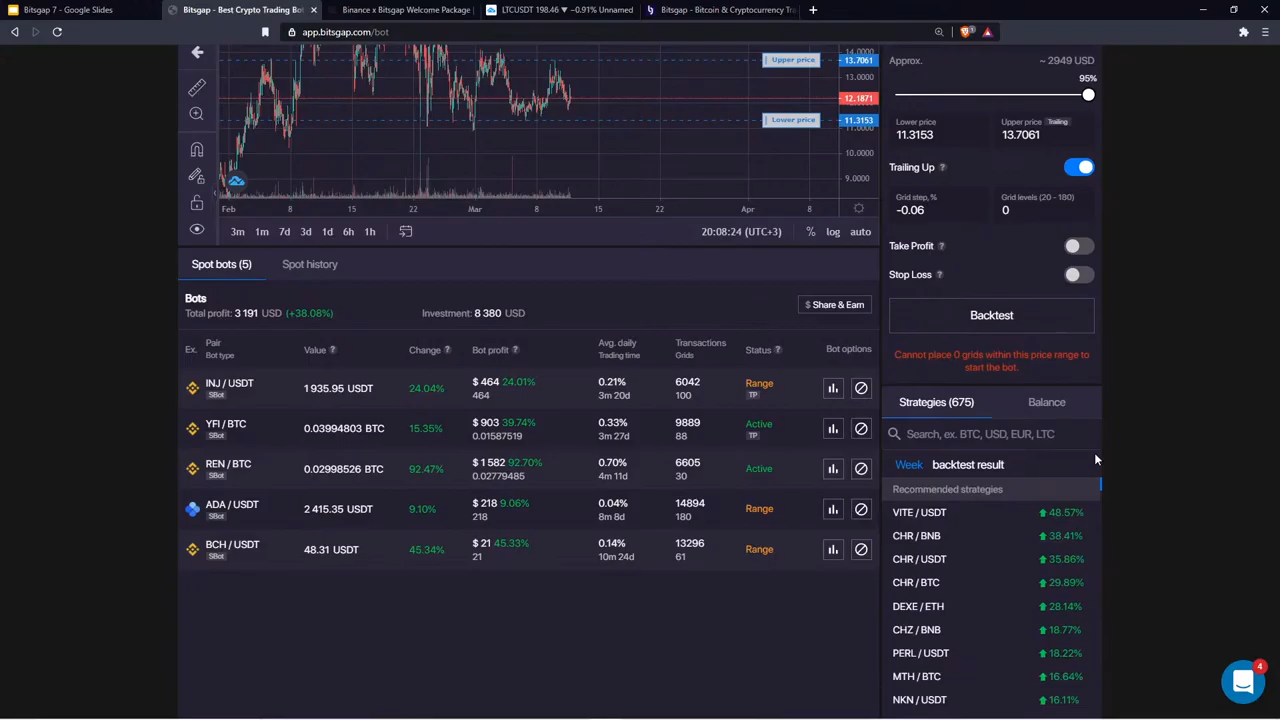 Bitsgap 7 - Google Slides
Bitsgap - Best Crypto Trading Bo
Binance x Bitsgap Welcome Package
LTCUSDT 198.46 ▼ −0.91% Unnamed
Bitsgap - Bitcoin & Cryptocurrency Tra
app.bitsgap.com/bot
14.0000
13.0000
11.0000
10.0000
9.0000
Upper price
13.7061
12.1871
Lower price
11.3153
Feb
8
15
22
Mar
8
15
22
Apr
8
3m
1m
7d
3d
1d
6h
1h
20:08:24 (UTC+3)
%
log
auto
Approx.
~ 2949 USD
95%
Lower price
11.3153
Upper price Trailing
13.7061
Trailing Up
Grid step, %
-0.06
Grid levels (20 - 180)
0
Take Profit
Stop Loss
Backtest
Cannot place 0 grids within this price range to
start the bot.
Spot bots (5)
Spot history
Bots
Total profit: 3 191 USD (+38.08%)
Investment: 8 380 USD
$ Share & Earn
Ex.
Pair
Bot type
Value
Change
Bot profit
Avg. daily
Trading time
Transactions
Grids
Status
Bot options
INJ / USDT
SBot
1 935.95 USDT
24.04%
$ 464 24.01%
464
0.21%
3m 20d
6042
100
Range
TP
YFI / BTC
SBot
0.03994803 BTC
15.35%
$ 903 39.74%
0.01587519
0.33%
3m 27d
9889
88
Active
TP
REN / BTC
SBot
0.02998526 BTC
92.47%
$ 1 582 92.70%
0.02779485
0.70%
4m 11d
6605
30
Active
ADA / USDT
SBot
2 415.35 USDT
9.10%
$ 218 9.06%
218
0.04%
8m 8d
14894
180
Range
BCH / USDT
SBot
48.31 USDT
45.34%
$ 21 45.33%
21
0.14%
10m 24d
13296
61
Range
Strategies (675)
Balance
Search, ex. BTC, USD, EUR, LTC
Week backtest result
Recommended strategies
VITE / USDT 48.57%
CHR / BNB 38.41%
CHR / USDT 35.86%
CHR / BTC 29.89%
DEXE / ETH 28.14%
CHZ / BNB 18.77%
PERL / USDT 18.22%
MTH / BTC 16.64%
NKN / USDT 16.11%
4